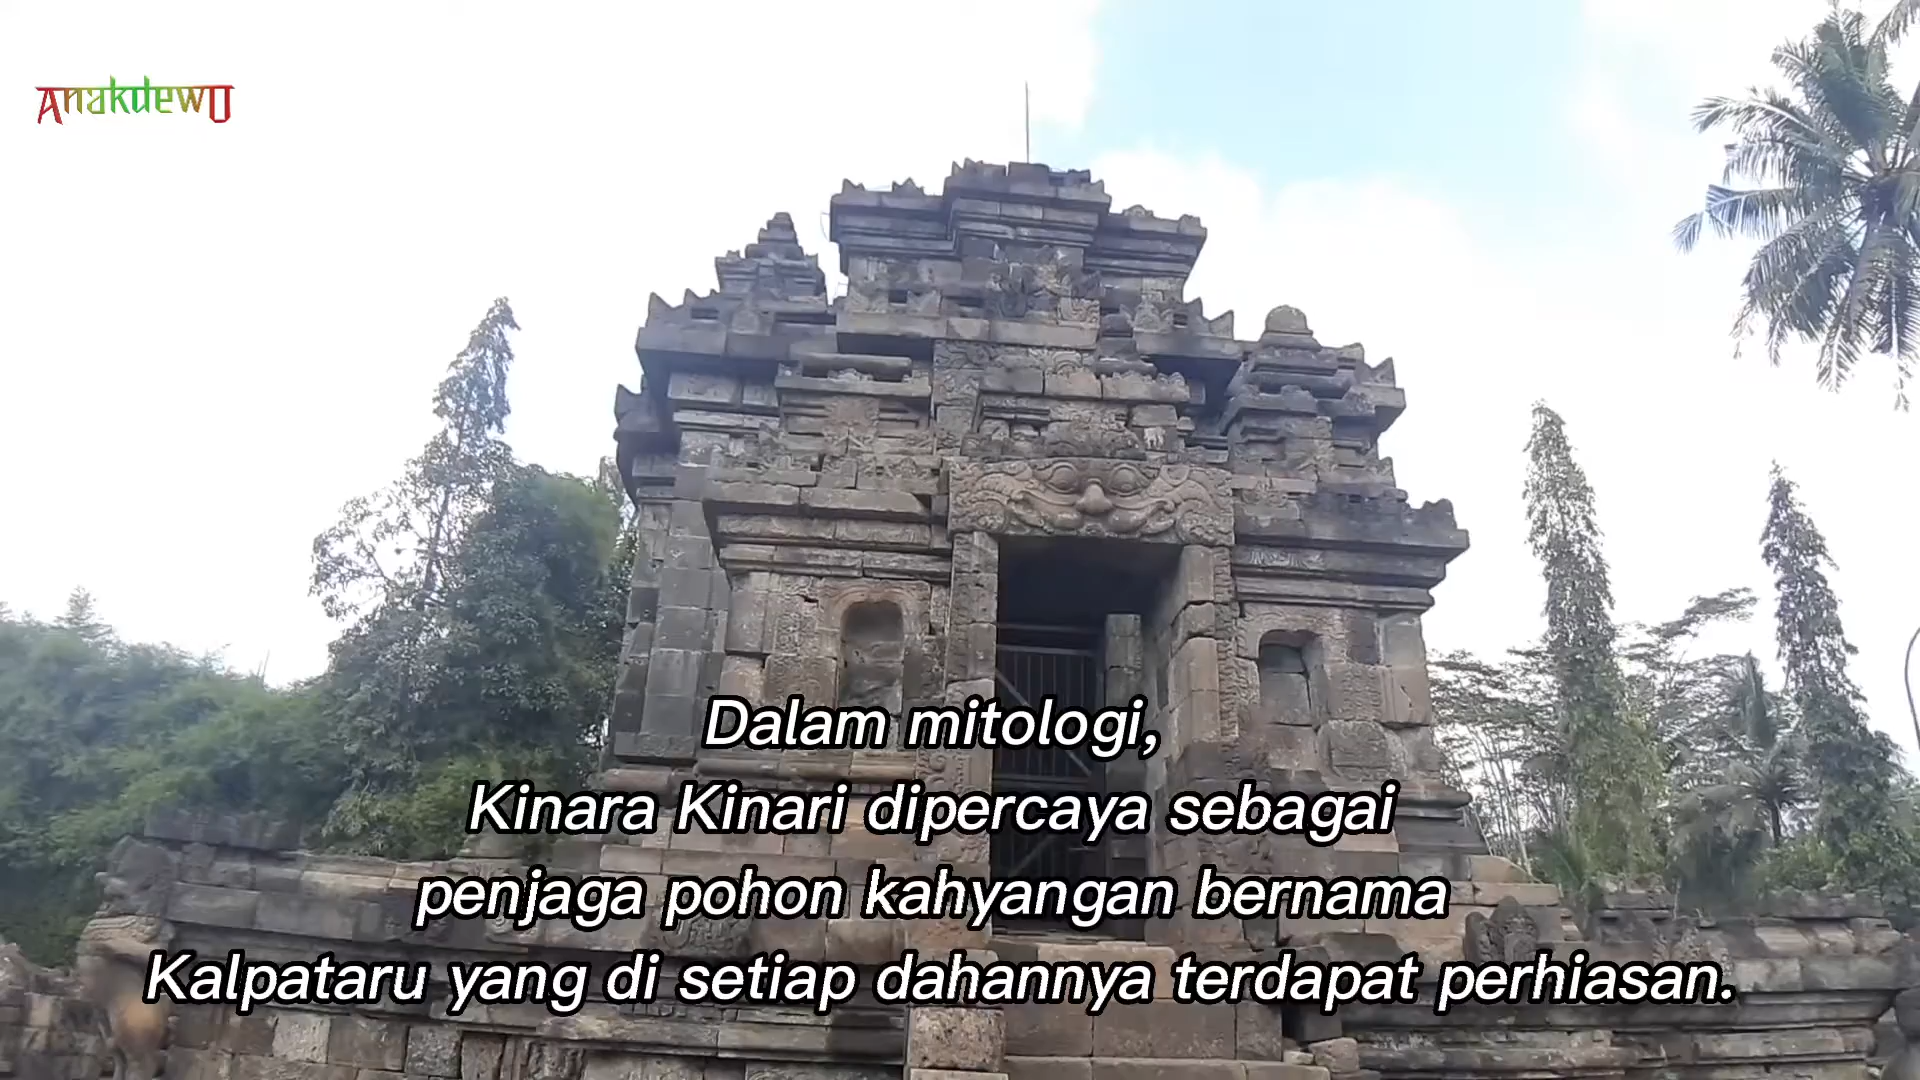 Anakdewo
Dalam mitologi,
Kinara Kinari dipercaya sebagai
penjaga pohon kahyangan bernama
Kalpataru yang di setiap dahannya terdapat perhiasan.